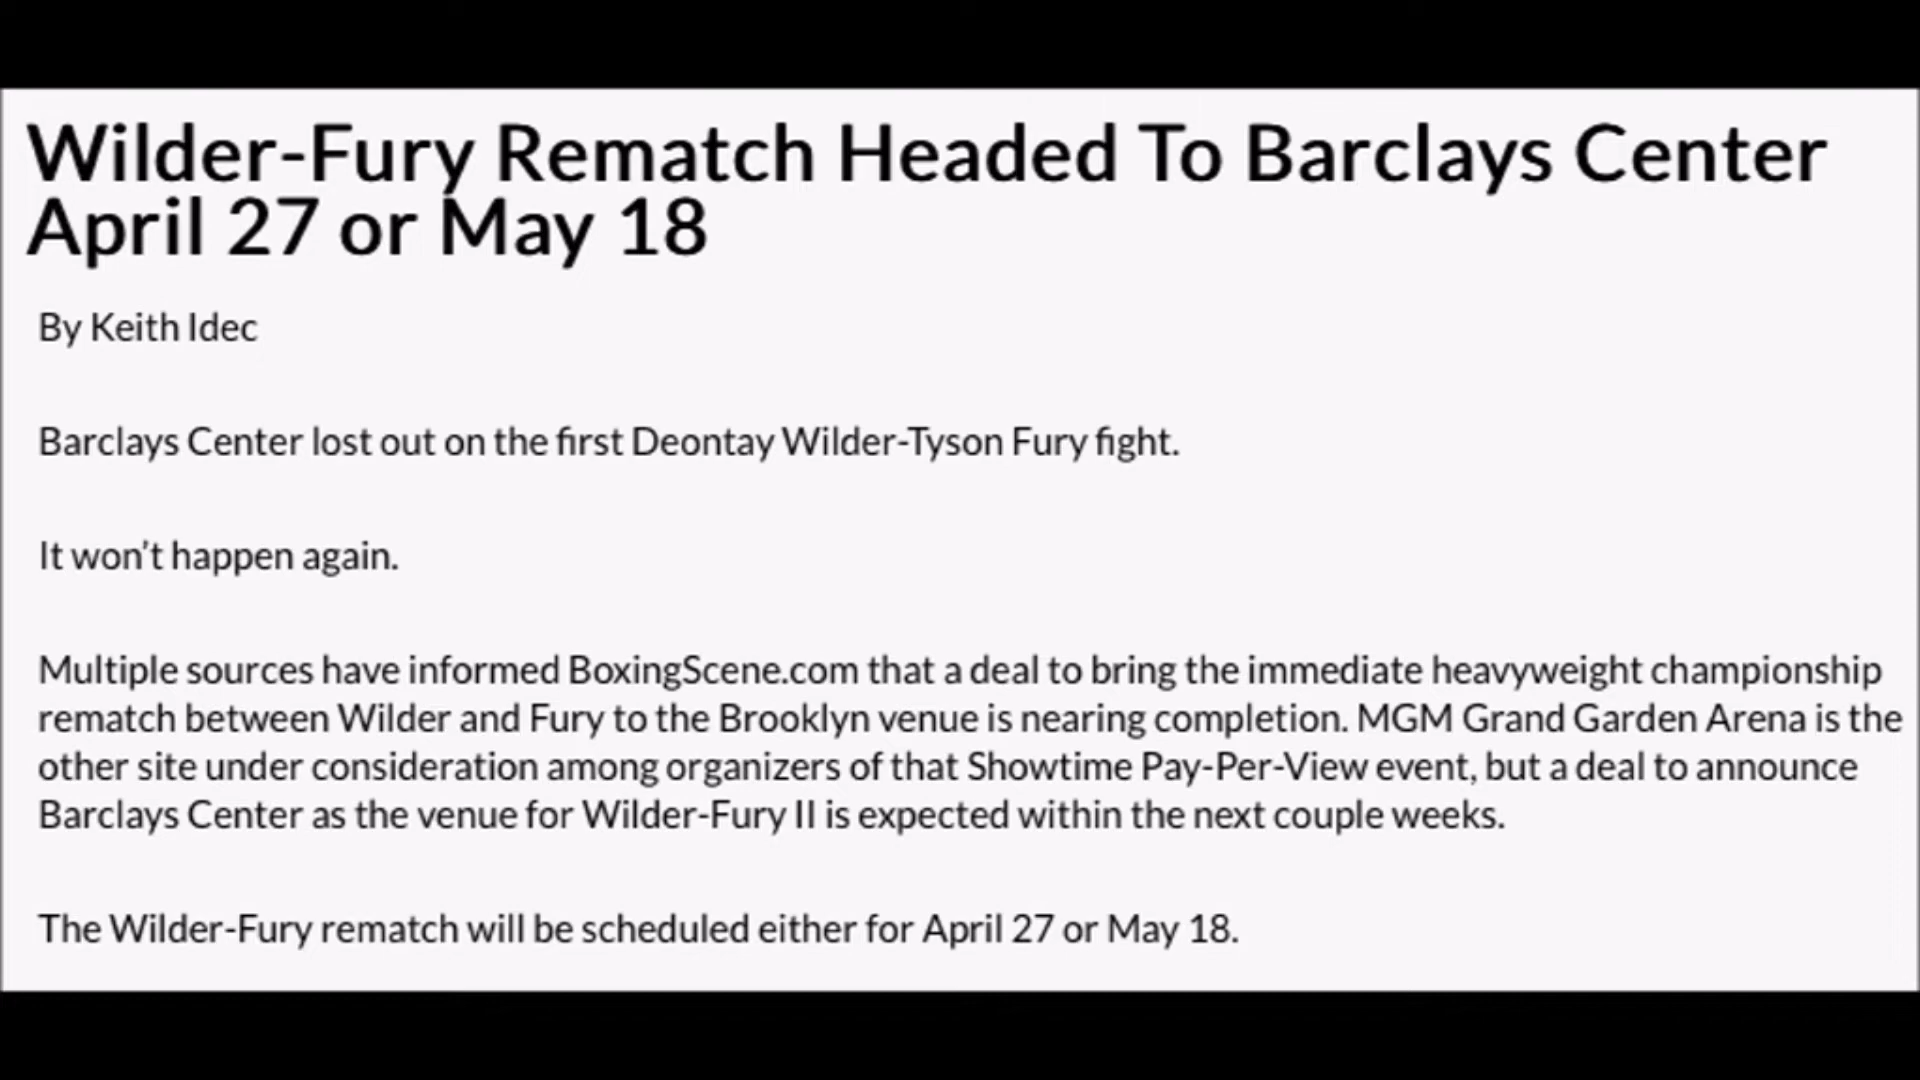 Wilder-Fury Rematch Headed To Barclays Center
April 27 or May 18
By Keith Idec
Barclays Center lost out on the first Deontay Wilder-Tyson Fury fight.
It won't happen again.
Multiple sources have informed BoxingScene.com that a deal to bring the immediate heavyweight championship
rematch between Wilder and Fury to the Brooklyn venue is nearing completion. MGM Grand Garden Arena is the
other site under consideration among organizers of that Showtime Pay-Per-View event, but a deal to announce
Barclays Center as the venue for Wilder-Fury II is expected within the next couple weeks.
The Wilder-Fury rematch will be scheduled either for April 27 or May 18.